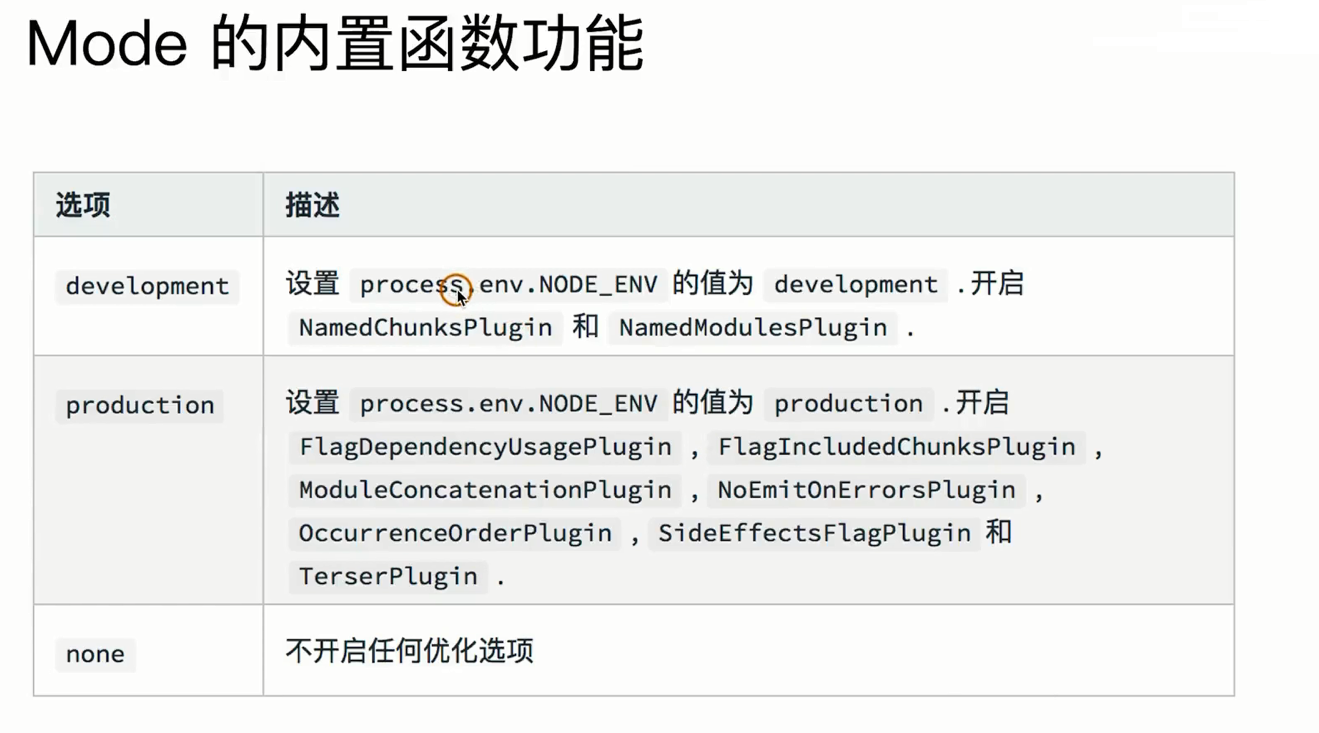 Mode 的内置函数功能
选项 描述
development 设置 process.env.NODE_ENV 的值为 development .开启
NamedChunksPlugin 和 NamedModulesPlugin .
production 设置 process.env.NODE_ENV 的值为 production .开启
FlagDependencyUsagePlugin , FlagIncludedChunksPlugin ,
ModuleConcatenationPlugin , NoEmitOnErrorsPlugin ,
OccurrenceOrderPlugin , SideEffectsFlagPlugin 和
TerserPlugin .
none 不开启任何优化选项